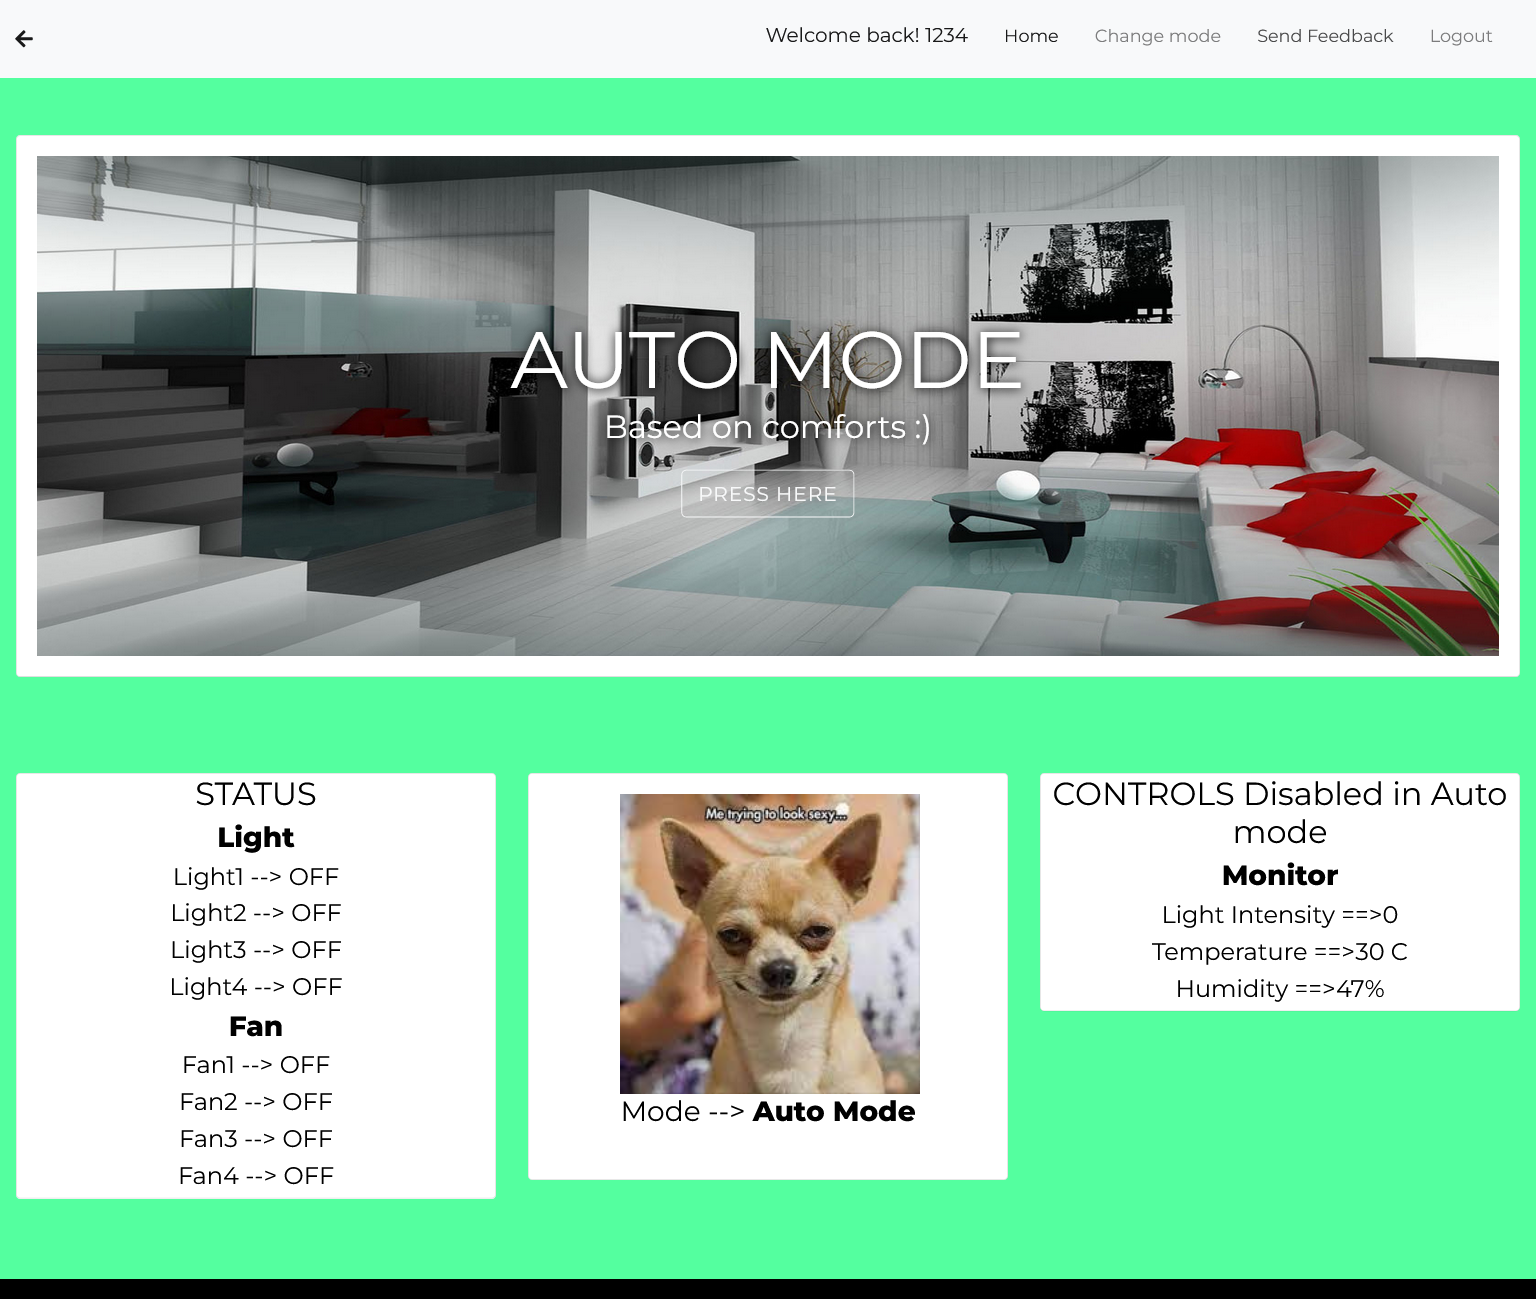 Welcome back! 1234 Home Change mode Send Feedback Logout
AUTO MODE
Based on comforts :)
PRESS HERE
STATUS
Light
Light1 --> OFF
Light2 --> OFF
Light3 --> OFF
Light4 --> OFF
Fan
Fan1 --> OFF
Fan2 --> OFF
Fan3 --> OFF
Fan4 --> OFF
Me trying to look sexy...
Mode --> Auto Mode
CONTROLS Disabled in Auto
mode
Monitor
Light Intensity ==>0
Temperature ==>30 C
Humidity ==>47%